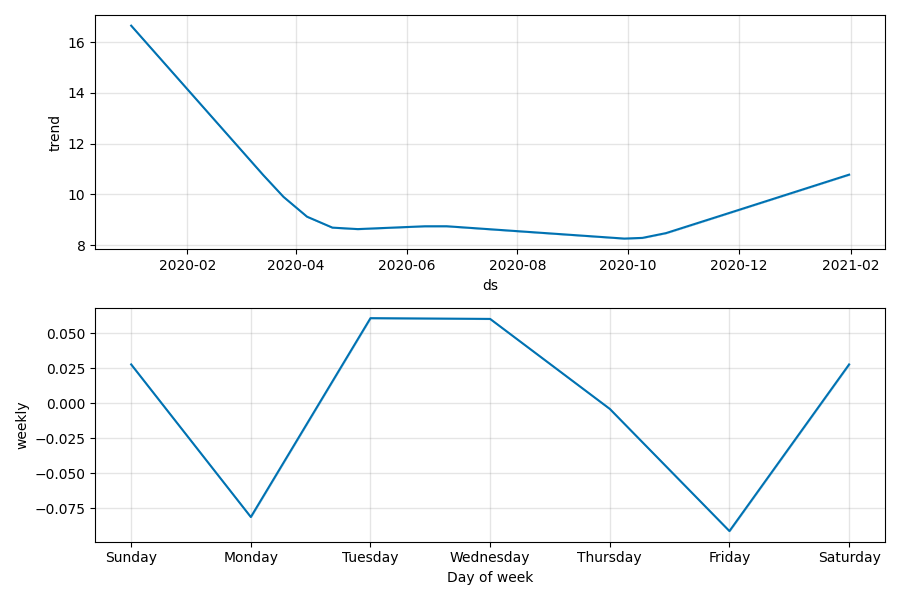 16
14
12
10
8
trend
2020-02 2020-04 2020-06 2020-08 2020-10 2020-12 2021-02
ds
0.050
0.025
0.000
−0.025
−0.050
−0.075
weekly
Sunday Monday Tuesday Wednesday Thursday Friday Saturday
Day of week